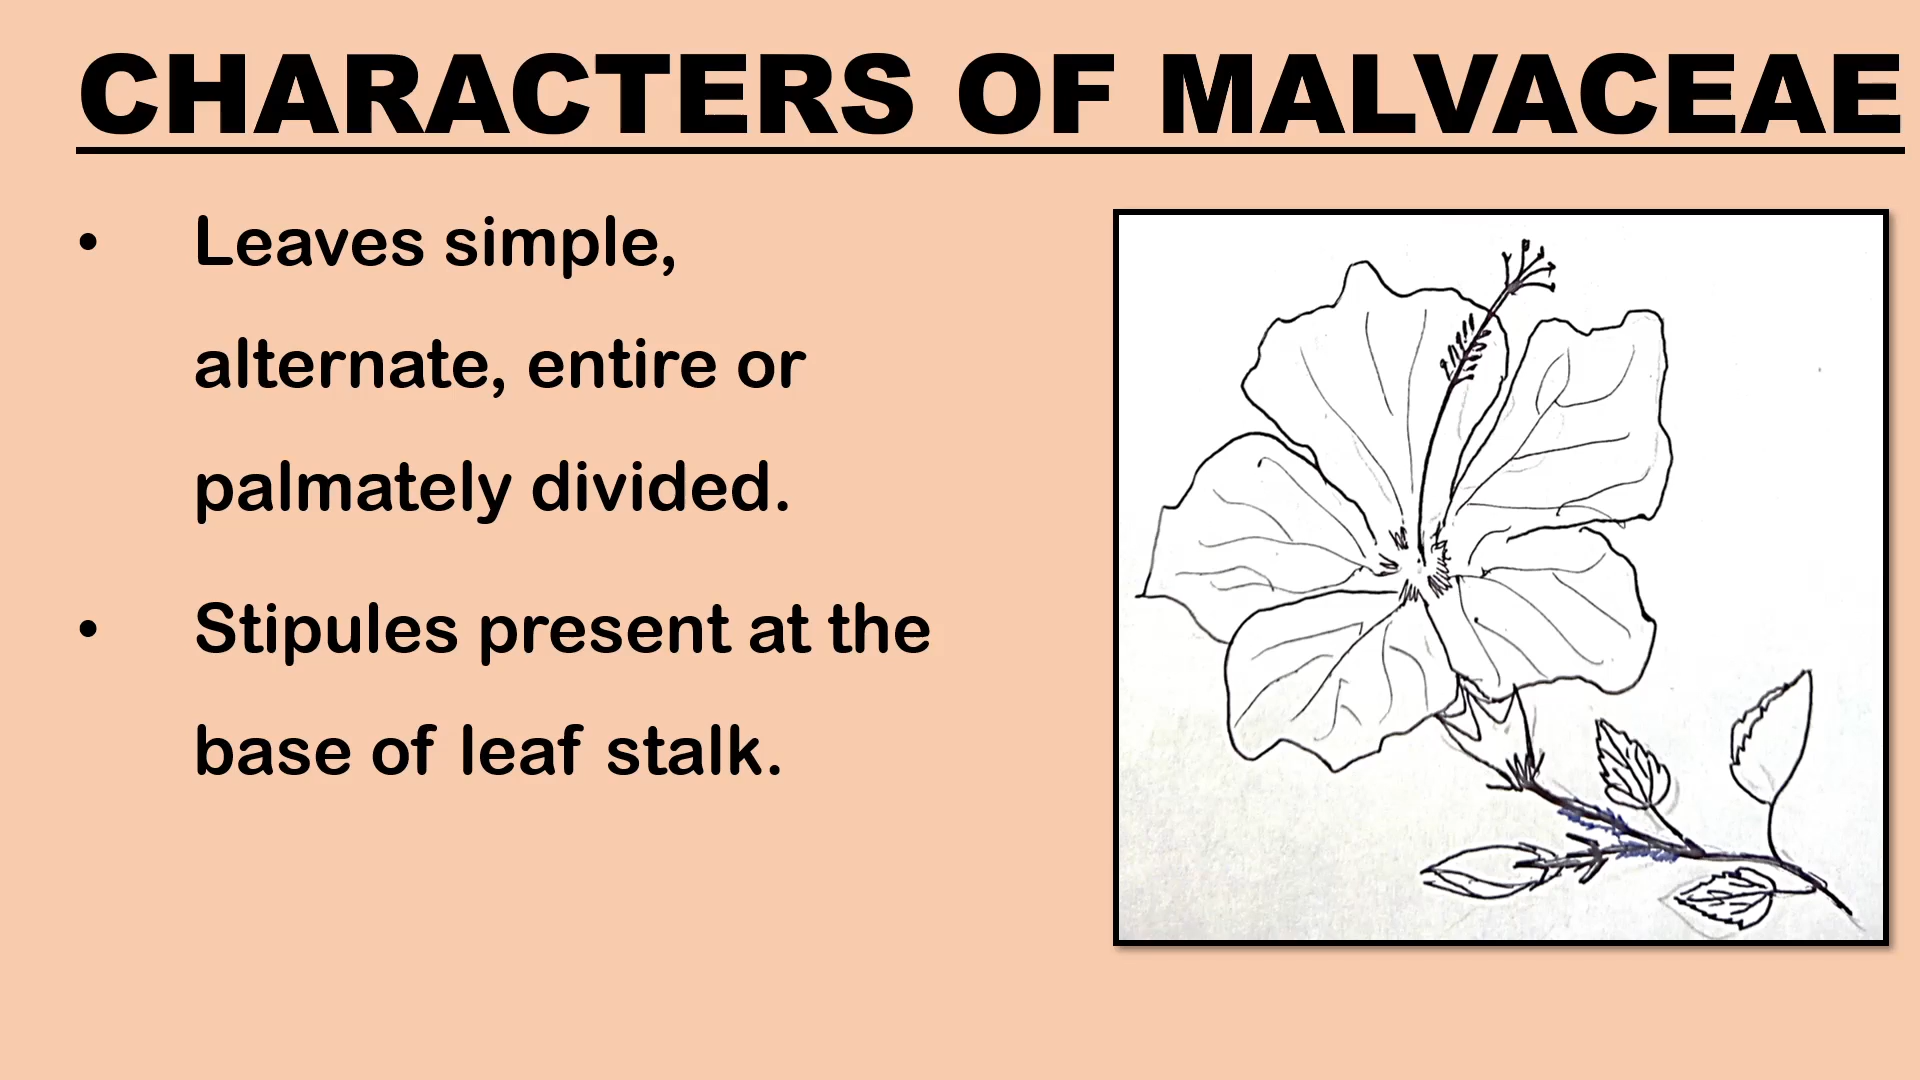 CHARACTERS OF MALVACEAE
• Leaves simple,
alternate, entire or
palmately divided.
• Stipules present at the
base of leaf stalk.